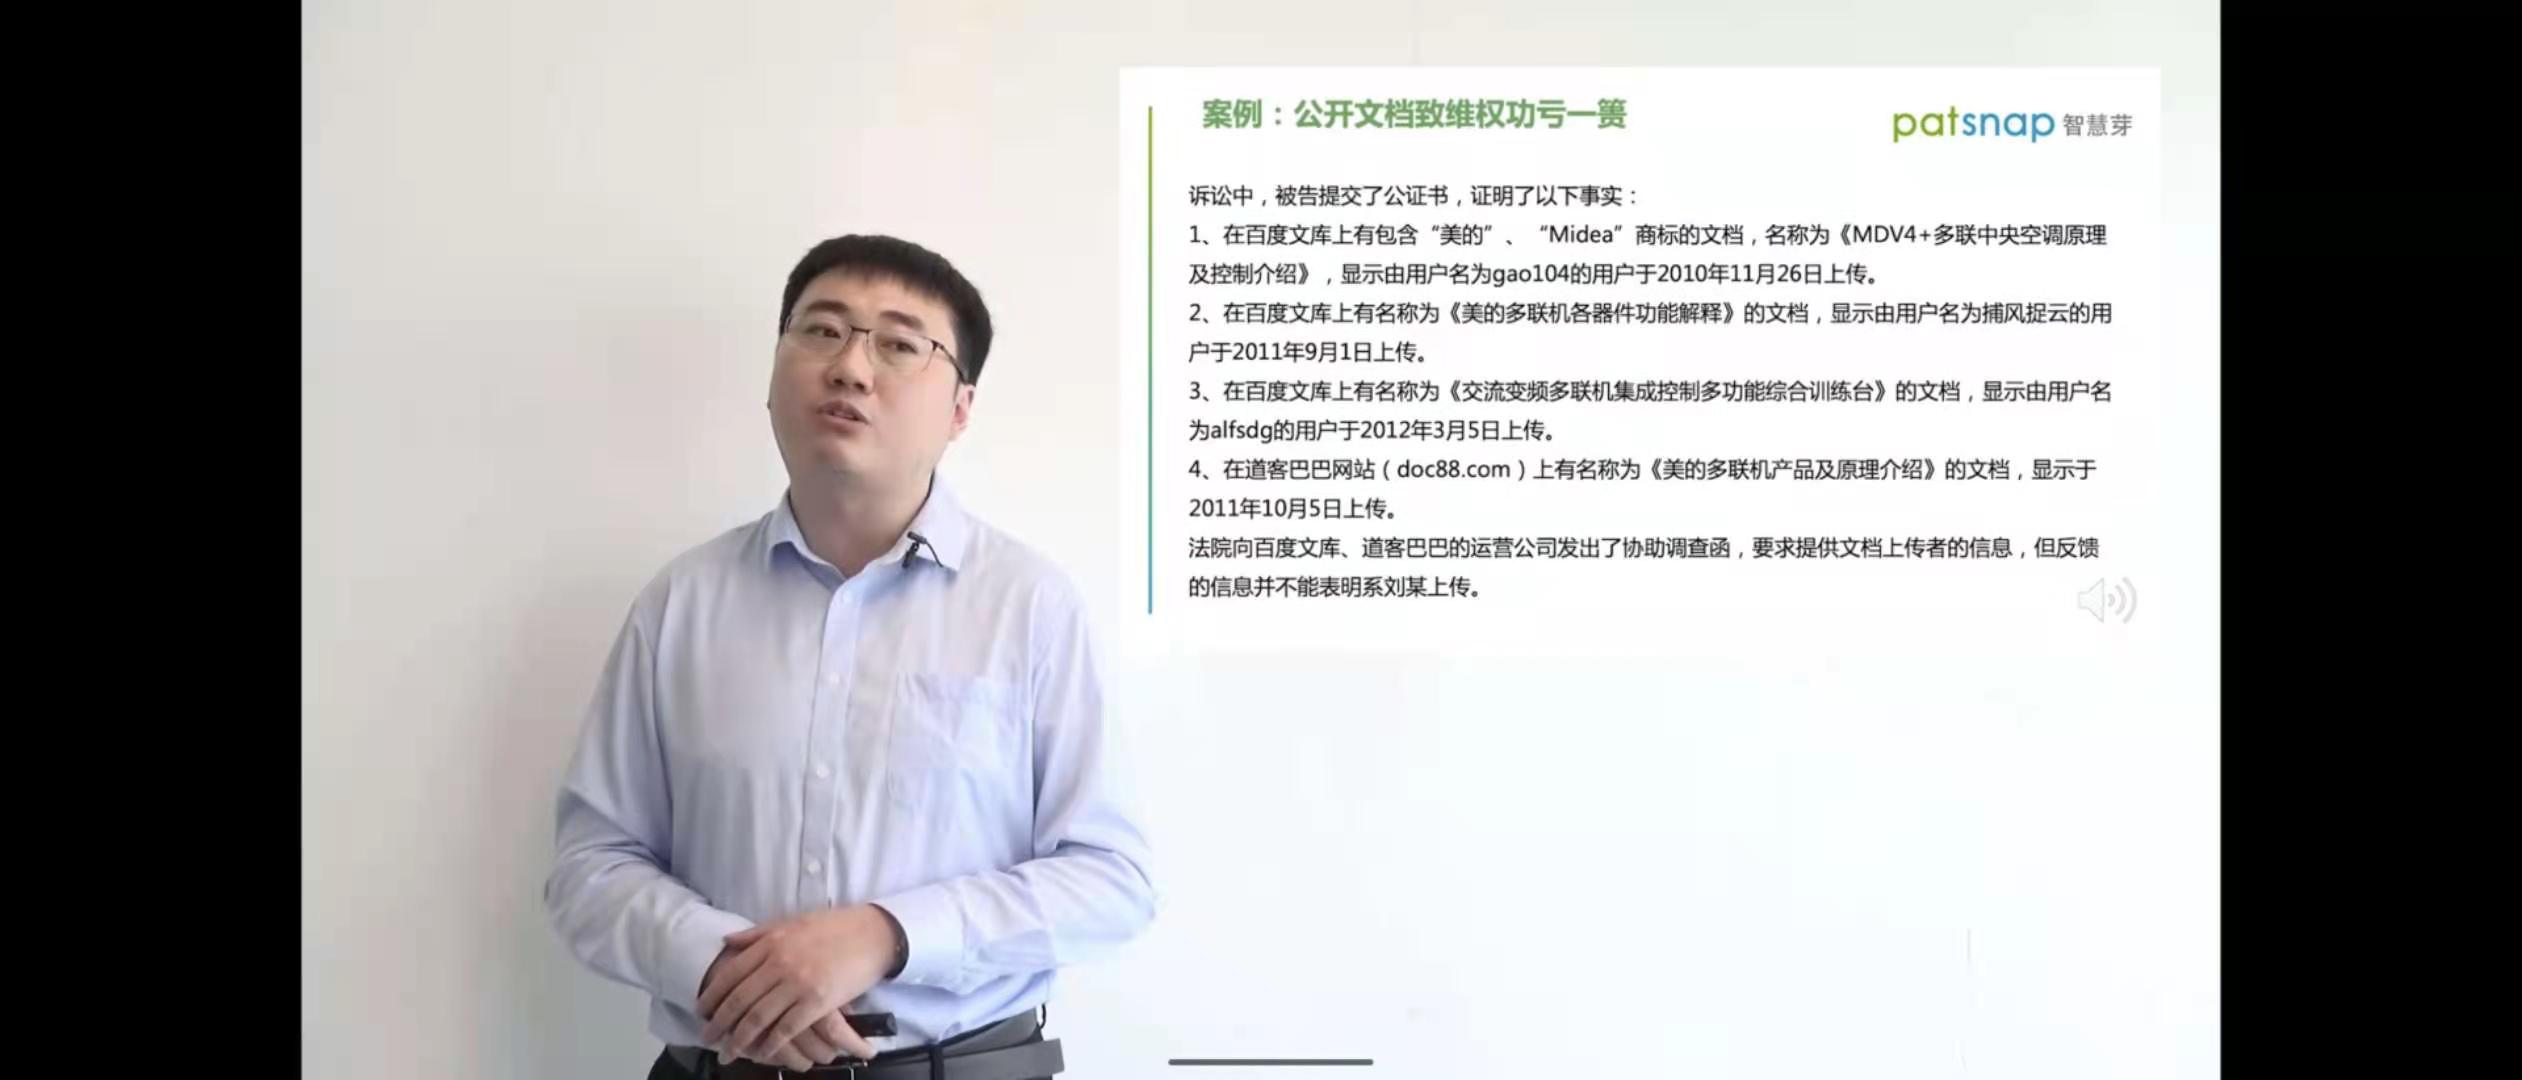 案例：公开文档致维权功亏一篑
patsnap 智慧芽
诉讼中，被告提交了公证书，证明了以下事实：
1、在百度文库上有包含“美的”、“Midea”商标的文档，名称为《MDV4+多联中央空调原理
及控制介绍》，显示由用户名为gao104的用户于2010年11月26日上传。
2、在百度文库上有名称为《美的多联机各器件功能解释》的文档，显示由用户名为捕风捉云的用
户于2011年9月1日上传。
3、在百度文库上有名称为《交流变频多联机集成控制多功能综合训练台》的文档，显示由用户名
为alfsdg的用户于2012年3月5日上传。
4、在道客巴巴网站（doc88.com）上有名称为《美的多联机产品及原理介绍》的文档，显示于
2011年10月5日上传。
法院向百度文库、道客巴巴的运营公司发出了协助调查函，要求提供文档上传者的信息，但反馈
的信息并不能表明系刘某上传。